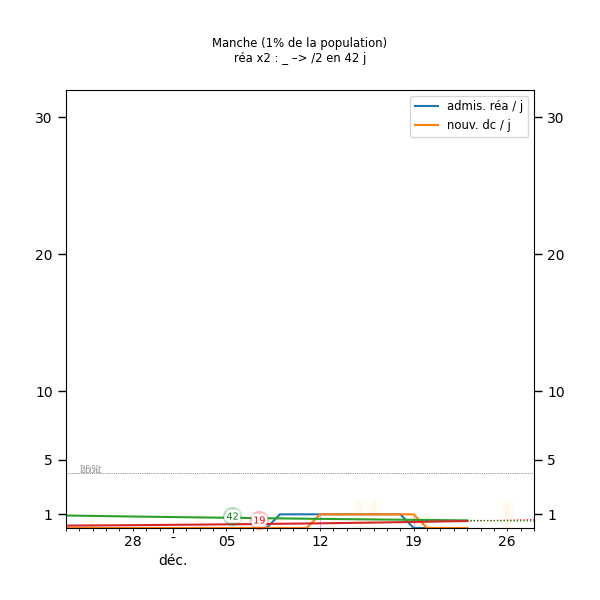 Manche (1% de la population)
réa x2 : _ –> /2 en 42 j
admis. réa / j
nouv. dc / j
30 30
20 20
10 10
5 5
42
19
1 1
28 - 05 12 19 26
déc.